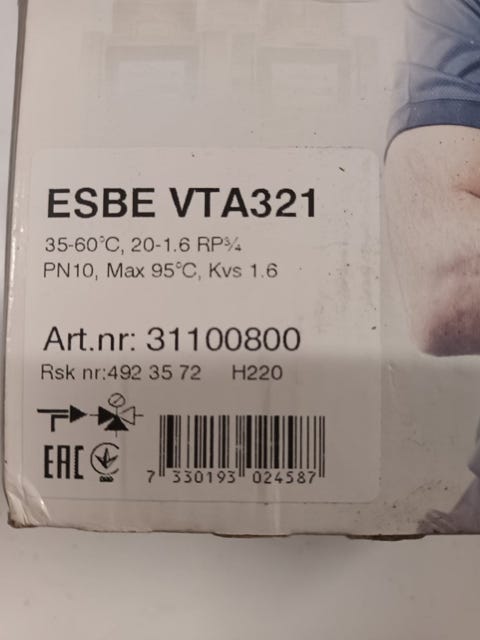 ESBE VTA321
35-60°C, 20-1.6 RP¾
PN10, Max 95°C, Kvs 1.6
Art.nr: 31100800
Rsk nr:492 35 72 H220
EAC
7 330193 024587